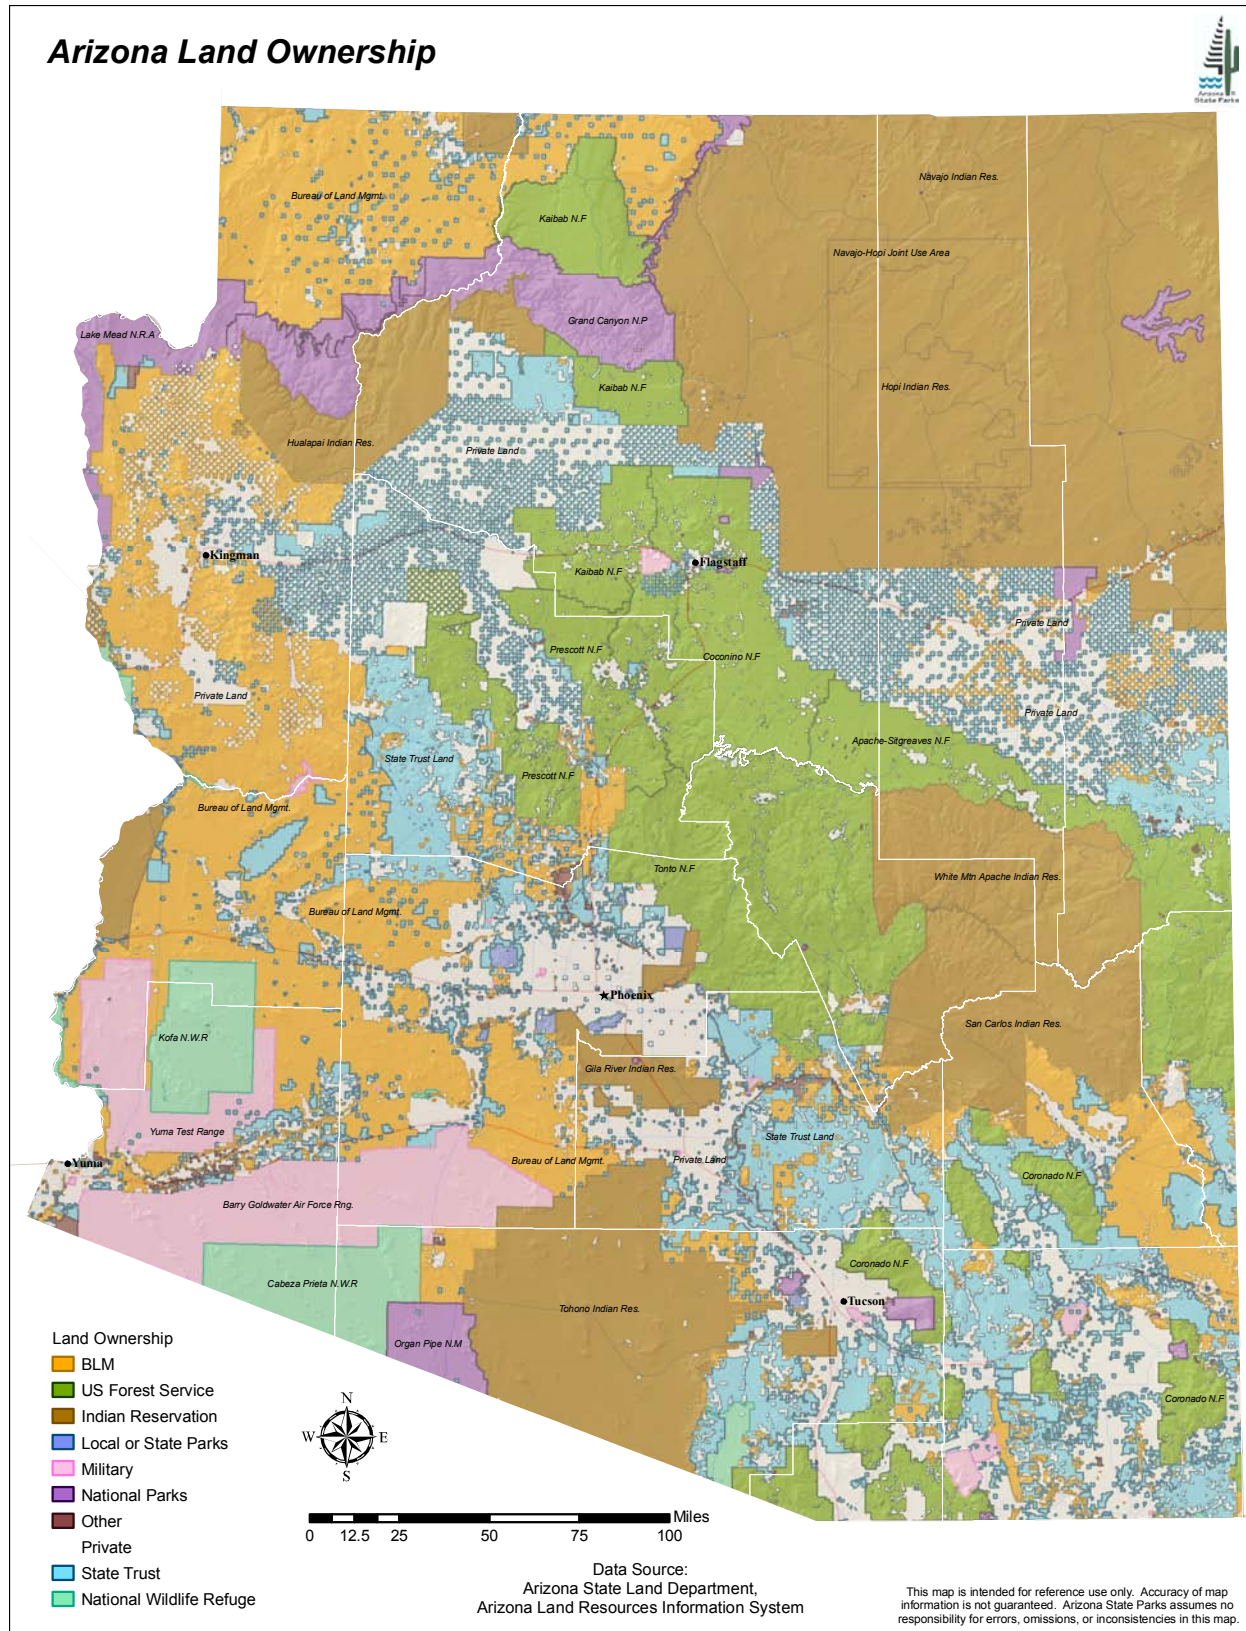 Arizona Land Ownership
Arizona
State Parks
Navajo Indian Res.
Bureau of Land Mgmt.
Kaibab N.F
Navajo-Hopi Joint Use Area
Lake Mead N.R.A
Grand Canyon N.P
Kaibab N.F
Hopi Indian Res.
Hualapai Indian Res.
Private Land
Kingman
Flagstaff
Kaibab N.F
Private Land
Prescott N.F
Coconino N.F
Private Land
Private Land
Apache-Sitgreaves N.F
State Trust Land
Prescott N.F
Bureau of Land Mgmt.
Tonto N.F
White Mtn Apache Indian Res.
Bureau of Land Mgmt.
Phoenix
San Carlos Indian Res.
Kofa N.W.R
Gila River Indian Res.
Yuma Test Range
State Trust Land
Yuma
Bureau of Land Mgmt.
Private Land
Coronado N.F
Barry Goldwater Air Force Rng.
Coronado N.F
Cabeza Prieta N.W.R
Tucson
Tohono Indian Res.
Organ Pipe N.M
Coronado N.F
Land Ownership
BLM
US Forest Service
Indian Reservation
Local or State Parks
Military
National Parks
Other
Private
State Trust
National Wildlife Refuge
N
W E
S
Miles
0 12.5 25 50 75 100
Data Source:
Arizona State Land Department,
Arizona Land Resources Information System
This map is intended for reference use only. Accuracy of map
information is not guaranteed. Arizona State Parks assumes no
responsibility for errors, omissions, or inconsistencies in this map.